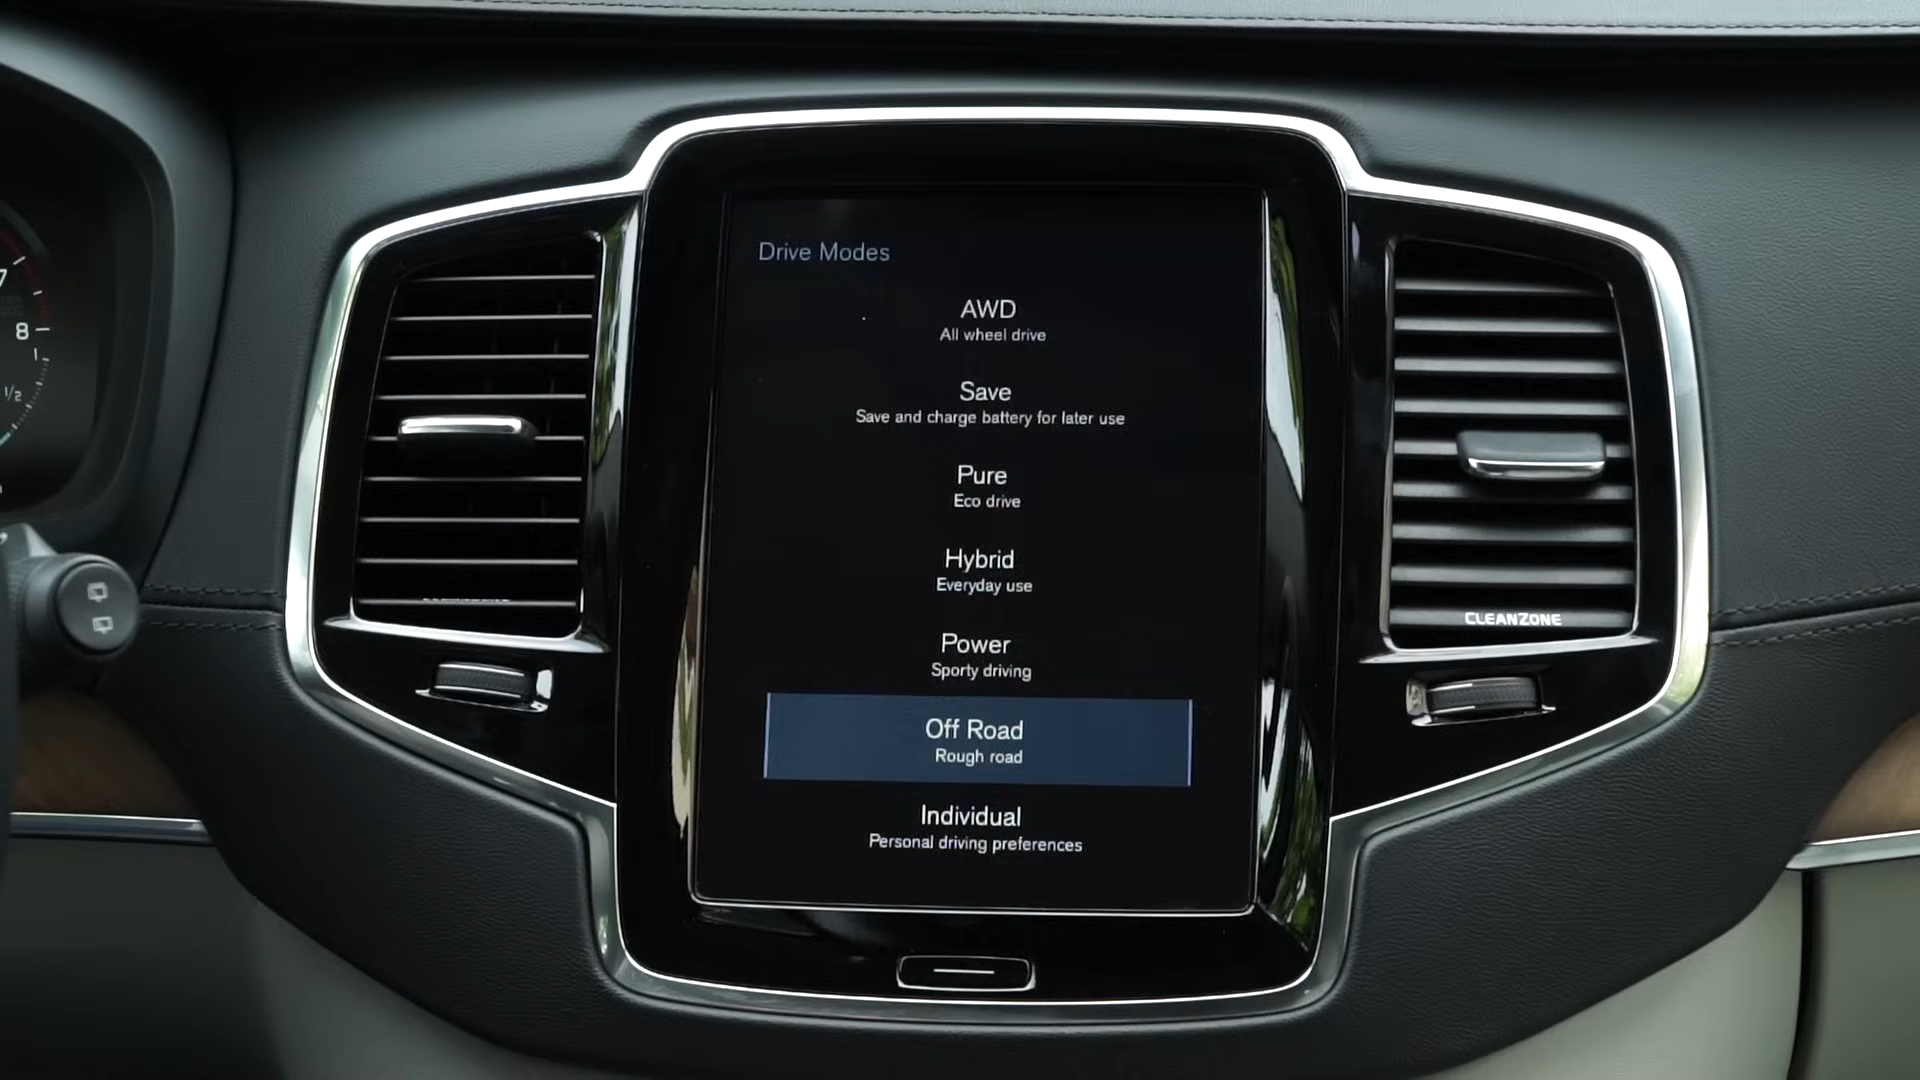 Drive Modes
AWD
All wheel drive
Save
Save and charge battery for later use
Pure
Eco drive
Hybrid
Everyday use
Power
Sporty driving
Off Road
Rough road
Individual
Personal driving preferences
CLEANZONE
7
8
1/2